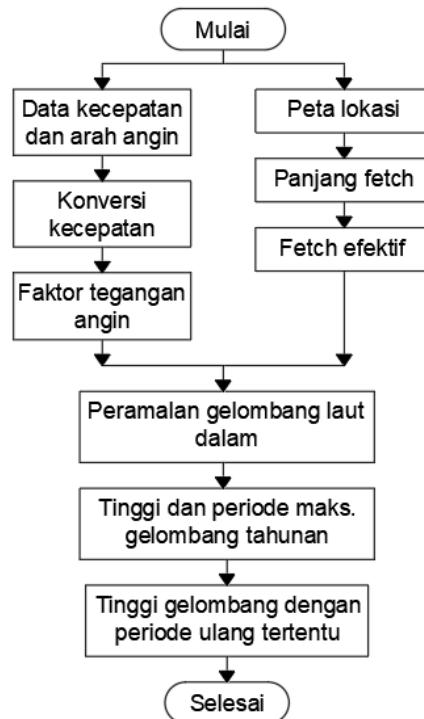 Mulai
Data kecepatan
dan arah angin
Konversi
kecepatan
Faktor tegangan
angin
Peta lokasi
Panjang fetch
Fetch efektif
Peramalan gelombang laut
dalam
Tinggi dan periode maks.
gelombang tahunan
Tinggi gelombang dengan
periode ulang tertentu
Selesai